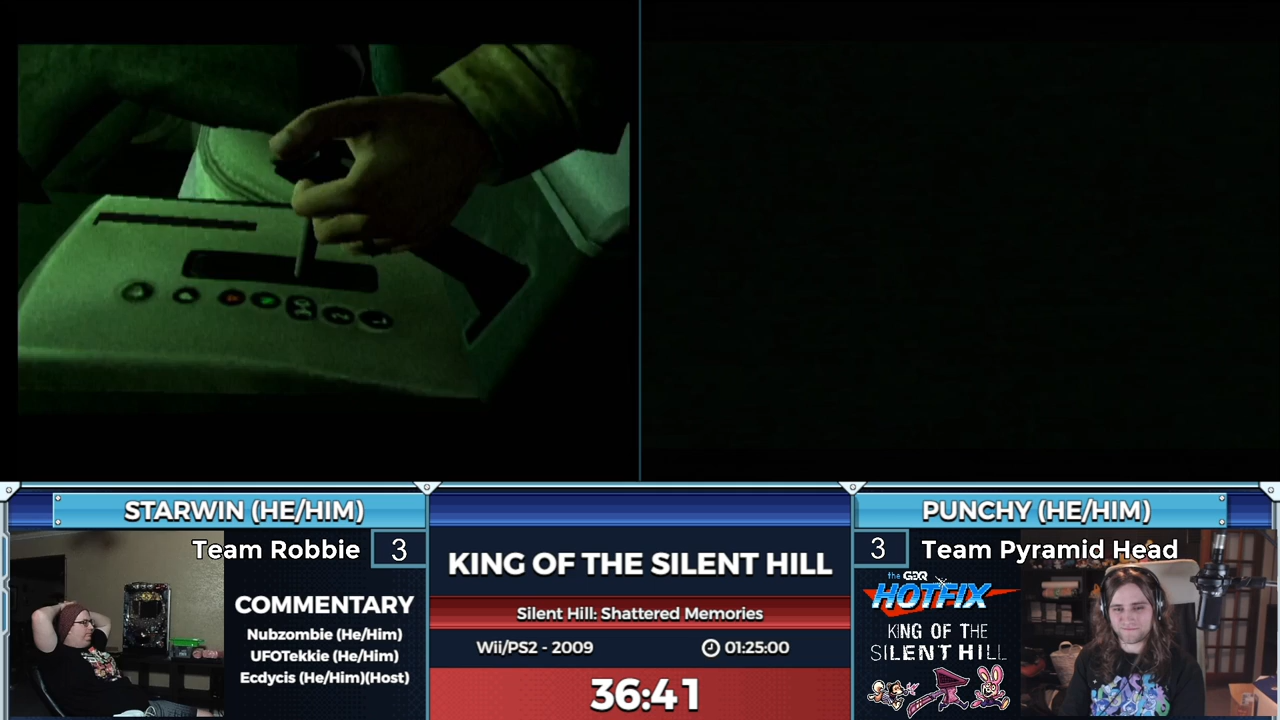 STARWIN (HE/HIM)
Team Robbie
3
COMMENTARY
Nubzombie (He/Him)
UFOTekkie (He/Him)
Ecdycis (He/Him)(Host)
KING OF THE SILENT HILL
Silent Hill: Shattered Memories
Wii/PS2 - 2009
01:25:00
36:41
PUNCHY (HE/HIM)
3
Team Pyramid Head
the GDQ
HOTFIX
KING OF THE
SILENT HILL